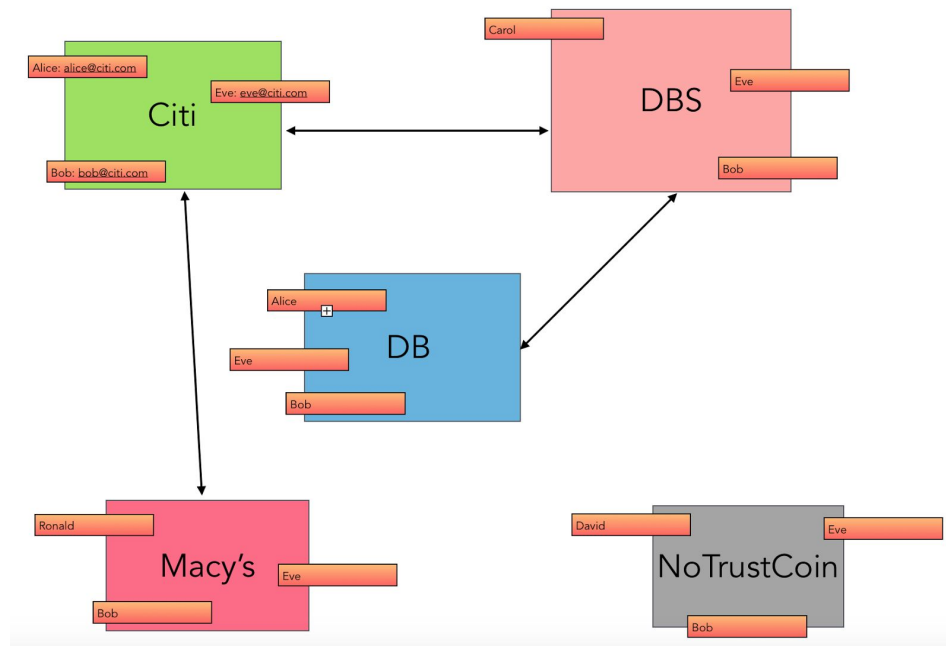 Carol
Alice: alice@citi.com
Eve
Eve: eve@citi.com
DBS
Citi
Bob: bob@citi.com
Bob
Alice
DB
Eve
Bob
Ronald
David
Eve
Macy's
NoTrustCoin
Eve
Bob
Bob